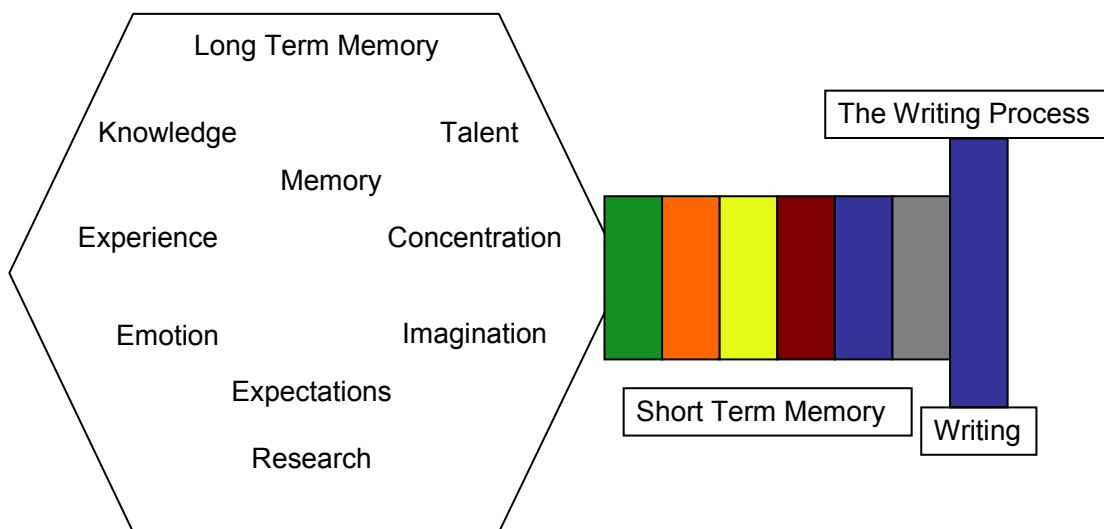 Long Term Memory
The Writing Process
Knowledge
Talent
Memory
Experience
Concentration
Emotion
Imagination
Expectations
Short Term Memory
Writing
Research